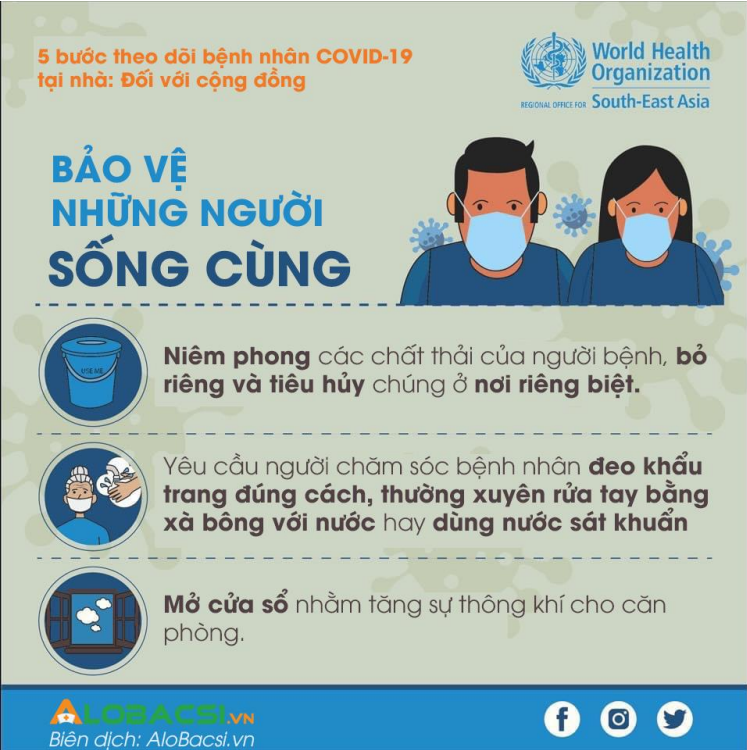 5 bước theo dõi bệnh nhân COVID-19
tại nhà: Đối với cộng đồng
World Health
Organization
REGIONAL OFFICE FOR South-East Asia
BẢO VỆ
NHỮNG NGƯỜI
SỐNG CÙNG
USE ME
Niêm phong các chất thải của người bệnh, bỏ
riêng và tiêu hủy chúng ở nơi riêng biệt.
Yêu cầu người chăm sóc bệnh nhân đeo khẩu
trang đúng cách, thường xuyên rửa tay bằng
xà bông với nước hay dùng nước sát khuẩn
Mở cửa sổ nhằm tăng sự thông khí cho căn
phòng.
ALOBACSI.VN
Biên dịch: AloBacsi.vn